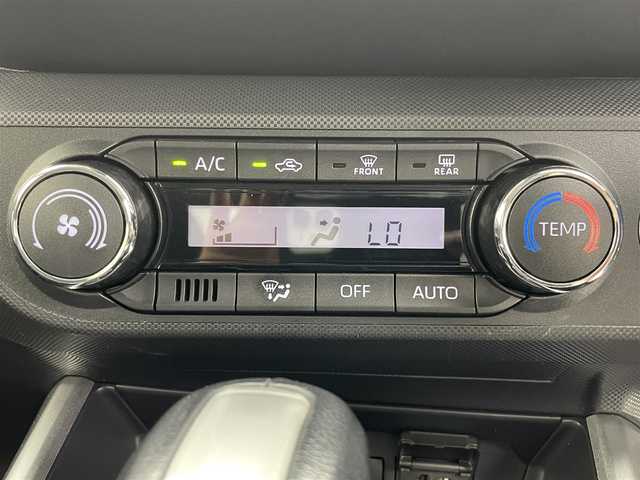 A/C
FRONT
REAR
LO
TEMP
OFF
AUTO